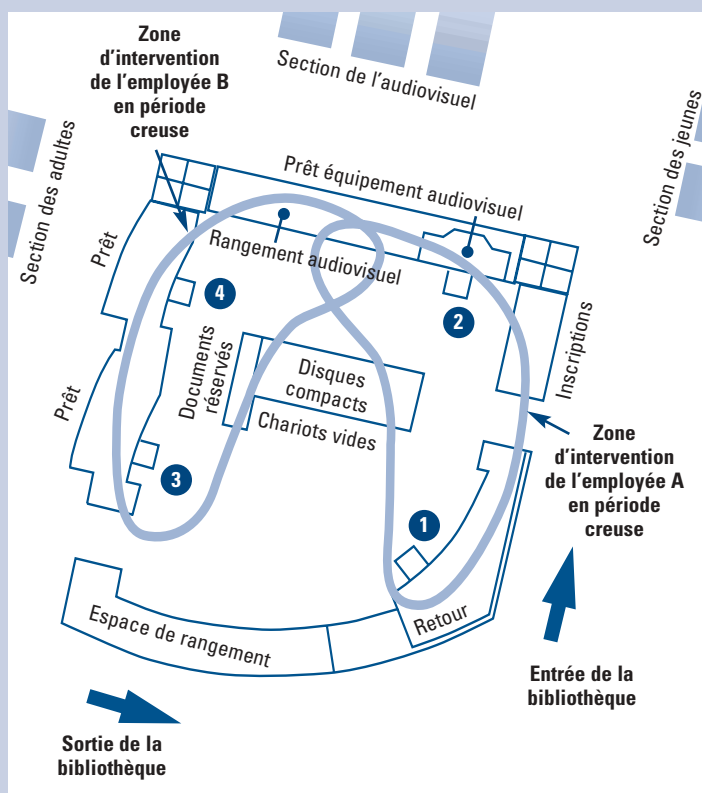 Zone
d'intervention
de l'employée B
en période
creuse
Section de l'audiovisuel
Section des adultes
Section des jeunes
Prêt équipement audiovisuel
Rangement audiovisuel
Prêt
4
2
Inscriptions
Documents
réservés
Disques
compacts
Chariots vides
Prêt
3
1
Zone
d'intervention
de l'employée A
en période
creuse
Espace de rangement
Retour
Entrée de la
bibliothèque
Sortie de la
bibliothèque